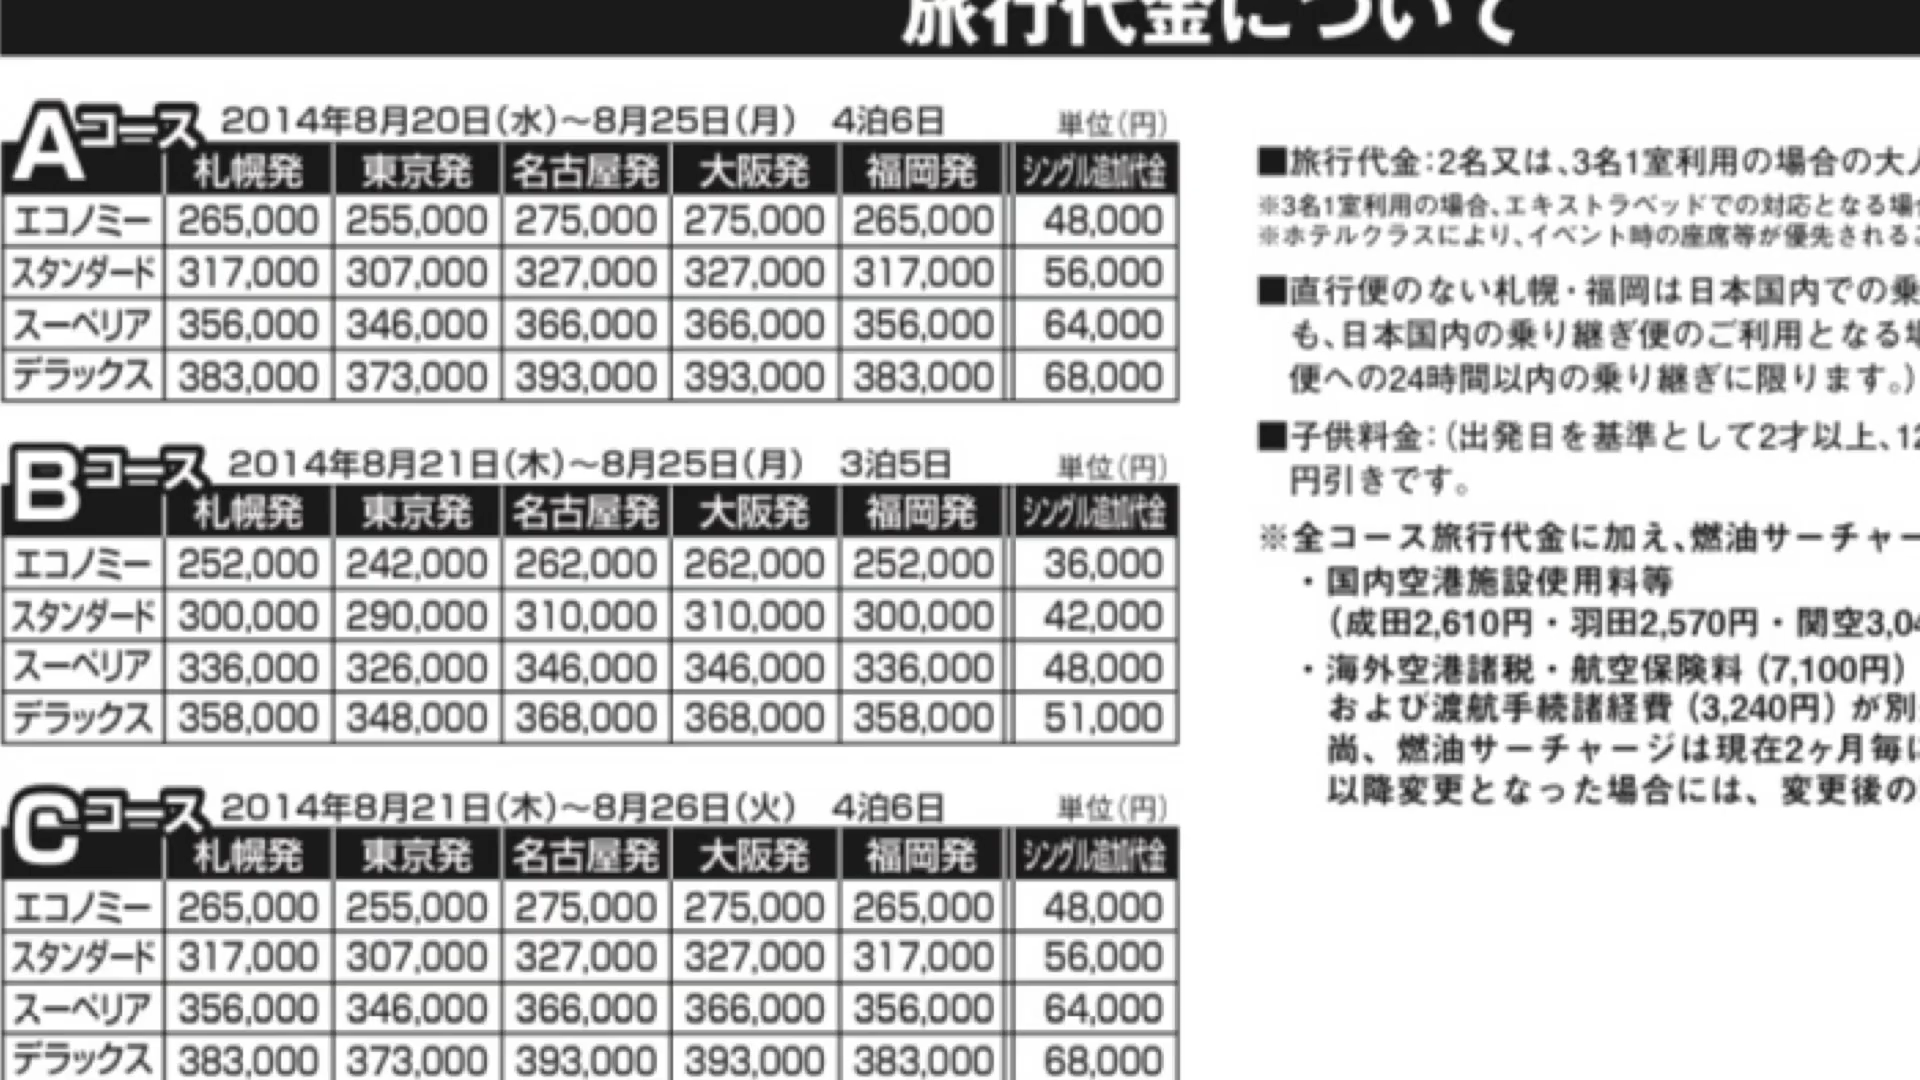 旅行代金について
Aコース 2014年8月20日(水)～8月25日(月) 4泊6日 単位(円)
札幌発 東京発 名古屋発 大阪発 福岡発 シングル追加代金
エコノミー 265,000 255,000 275,000 275,000 265,000 48,000
スタンダード 317,000 307,000 327,000 327,000 317,000 56,000
スーペリア 356,000 346,000 366,000 366,000 356,000 64,000
デラックス 383,000 373,000 393,000 393,000 383,000 68,000
Bコース 2014年8月21日(木)～8月25日(月) 3泊5日 単位(円)
札幌発 東京発 名古屋発 大阪発 福岡発 シングル追加代金
エコノミー 252,000 242,000 262,000 262,000 252,000 36,000
スタンダード 300,000 290,000 310,000 310,000 300,000 42,000
スーペリア 336,000 326,000 346,000 346,000 336,000 48,000
デラックス 358,000 348,000 368,000 368,000 358,000 51,000
Cコース 2014年8月21日(木)～8月26日(火) 4泊6日 単位(円)
札幌発 東京発 名古屋発 大阪発 福岡発 シングル追加代金
エコノミー 265,000 255,000 275,000 275,000 265,000 48,000
スタンダード 317,000 307,000 327,000 327,000 317,000 56,000
スーペリア 356,000 346,000 366,000 366,000 356,000 64,000
デラックス 383,000 373,000 393,000 393,000 383,000 68,000
■旅行代金:2名又は、3名1室利用の場合の大人
※3名1室利用の場合、エキストラベッドでの対応となる場合
※ホテルクラスにより、イベント時の座席等が優先されるこ
■直行便のない札幌・福岡は日本国内での乗
も、日本国内の乗り継ぎ便のご利用となる場
便への24時間以内の乗り継ぎに限ります。)
■子供料金:(出発日を基準として2才以上、12
円引きです。
※全コース旅行代金に加え、燃油サーチャー
・国内空港施設使用料等
(成田2,610円・羽田2,570円・関空3,04
・海外空港諸税・航空保険料(7,100円)
および渡航手続諸経費(3,240円)が別
尚、燃油サーチャージは現在2ヶ月毎に
以降変更となった場合には、変更後の